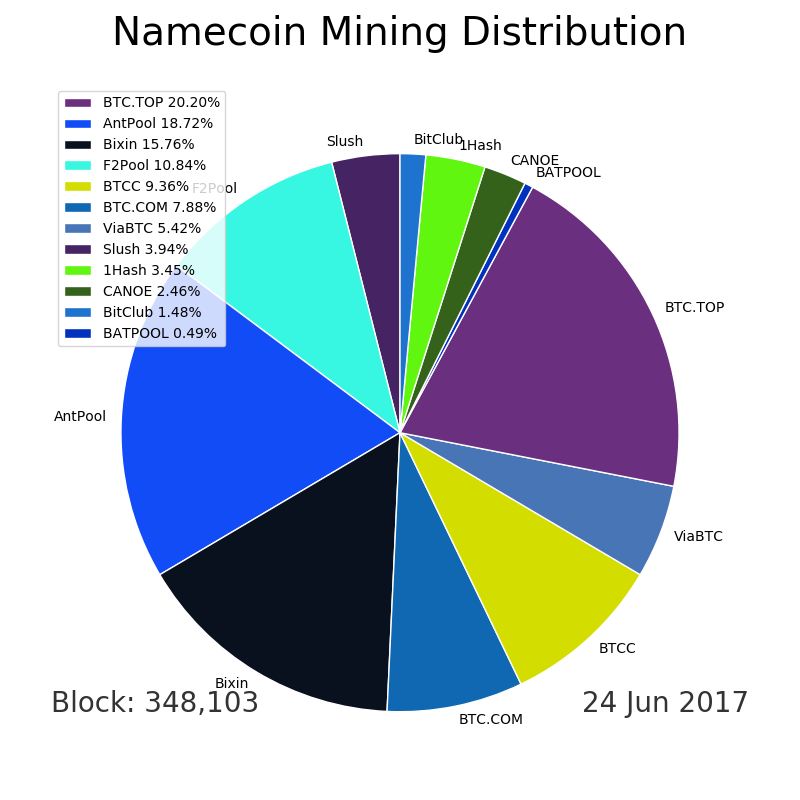 Namecoin Mining Distribution
BTC.TOP 20.20%
AntPool 18.72%
Bixin 15.76%
F2Pool 10.84%
BTCC 9.36%
BTC.COM 7.88%
ViaBTC 5.42%
Slush 3.94%
1Hash 3.45%
CANOE 2.46%
BitClub 1.48%
BATPOOL 0.49%
Slush
BitClub
1Hash
CANOE
BATPOOL
F2Pool
BTC.TOP
AntPool
ViaBTC
BTCC
Bixin
BTC.COM
Block: 348,103
24 Jun 2017